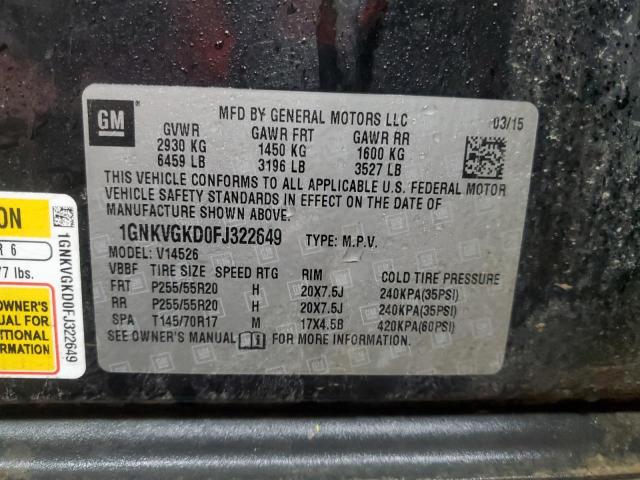 GM
MFD BY GENERAL MOTORS LLC
03/15
GVWR GAWR FRT GAWR RR
2930 KG 1450 KG 1600 KG
6459 LB 3196 LB 3527 LB
THIS VEHICLE CONFORMS TO ALL APPLICABLE U.S. FEDERAL MOTOR
VEHICLE SAFETY STANDARDS IN EFFECT ON THE DATE OF
MANUFACTURE SHOWN ABOVE.
1GNKVGKD0FJ322649 TYPE: M.P.V.
MODEL: V14526
VBBF TIRE SIZE SPEED RTG RIM COLD TIRE PRESSURE
FRT P255/55R20 H 20X7.5J 240KPA(35PSI)
RR P255/55R20 H 20X7.5J 240KPA(35PSI)
SPA T145/70R17 M 17X4.5B 420KPA(60PSI)
SEE OWNER'S MANUAL FOR MORE INFORMATION.
ION
R 6
7 lbs.
OWNER'S
UAL FOR
DITIONAL
RMATION
1GNKVGKD0FJ322649